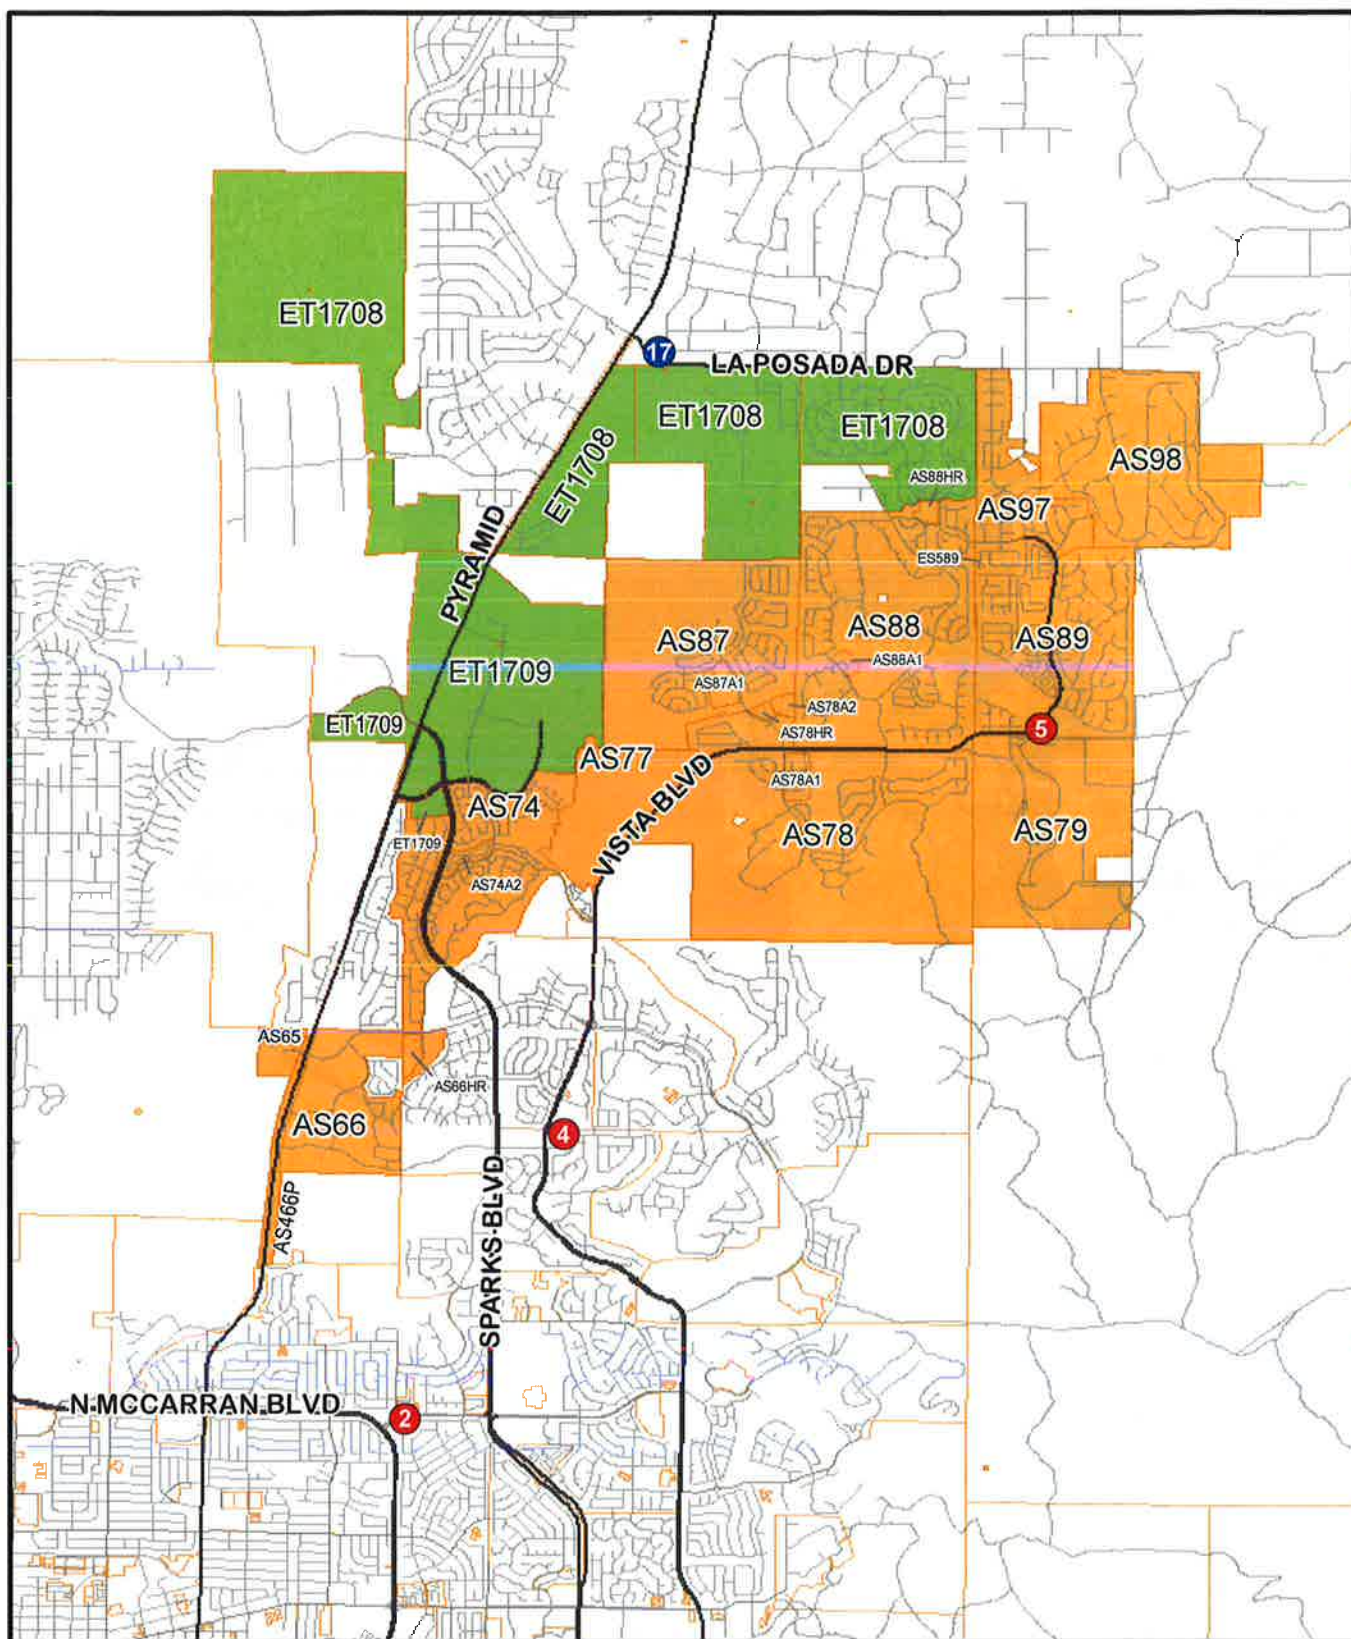 ET1708
17
LA POSADA DR
ET1708
ET1708
ET1708
AS98
AS88HR
AS97
PYRAMID
ES589
AS87
AS88
AS89
AS88A1
ET1709
AS87A1
AS78A2
ET1709
AS78HR
5
AS77
VISTA BLVD
AS78A1
AS74
AS78
AS79
ET1709
AS74A2
AS65
AS66HR
AS66
4
SPARKS BLVD
AS466P
N MCCARRAN BLVD
2